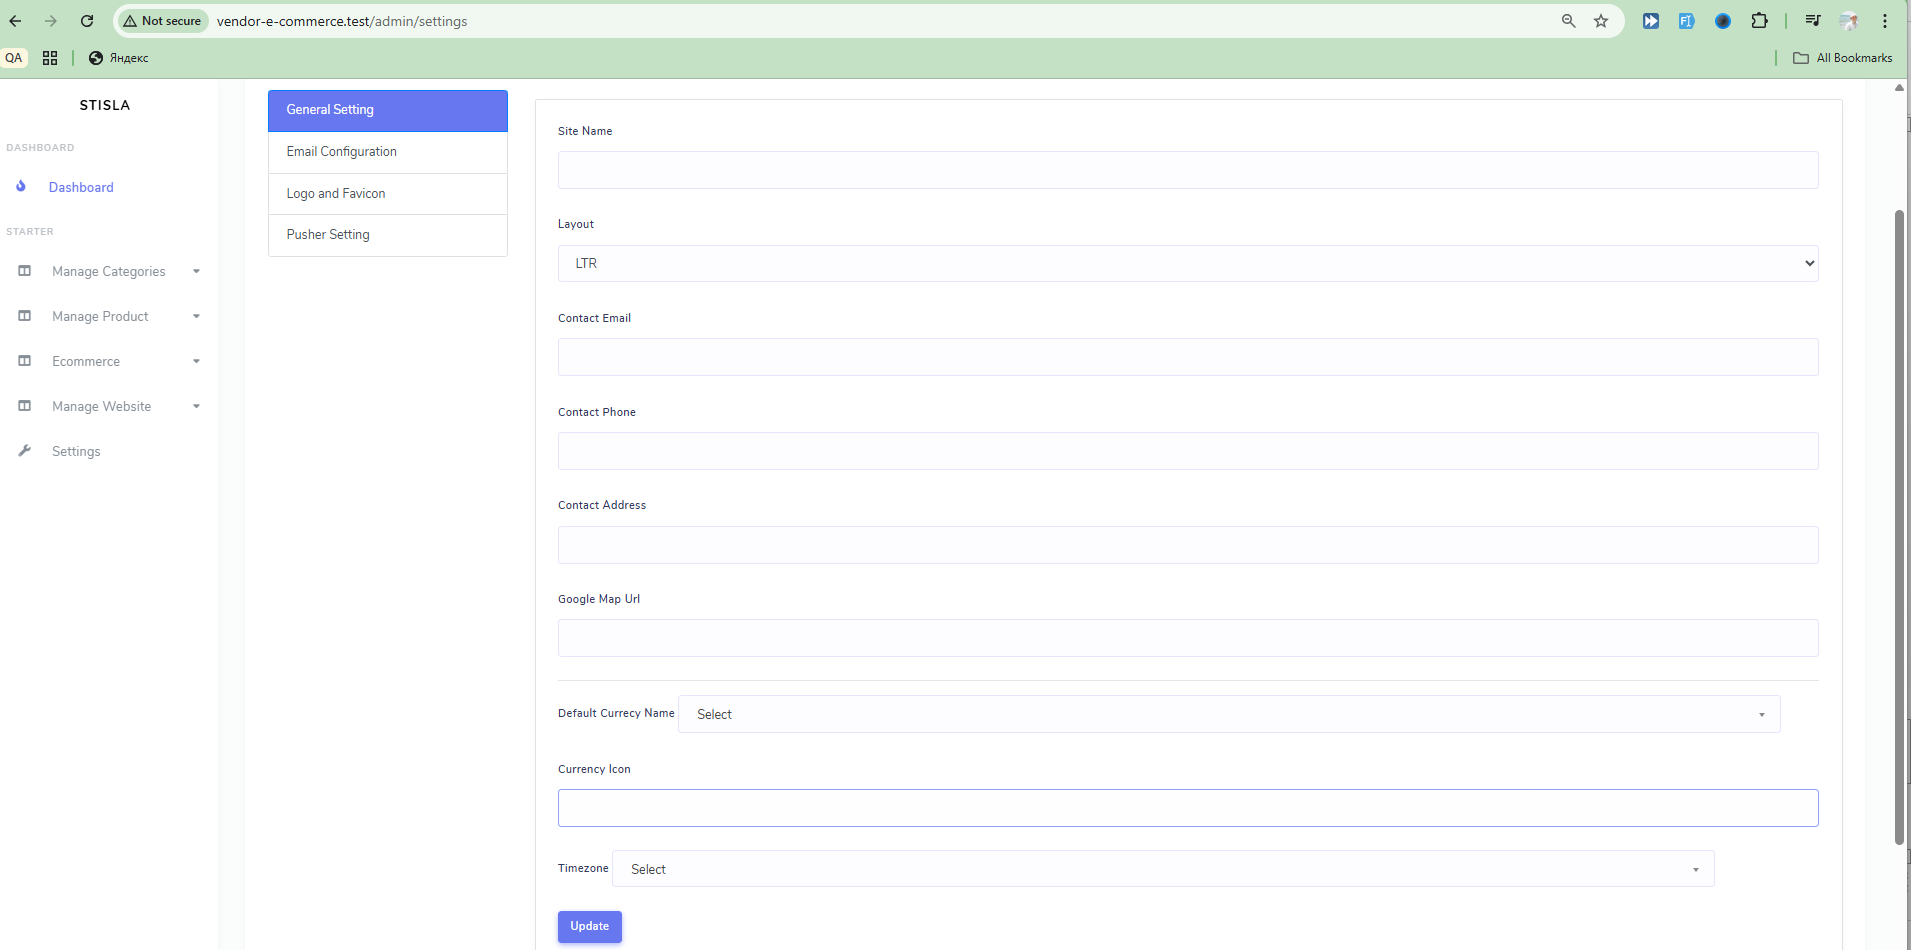 Not secure
vendor-e-commerce.test/admin/settings
QA
Яндекс
All Bookmarks
STISLA
DASHBOARD
Dashboard
STARTER
Manage Categories
Manage Product
Ecommerce
Manage Website
Settings
General Setting
Email Configuration
Logo and Favicon
Pusher Setting
Site Name
Layout
LTR
Contact Email
Contact Phone
Contact Address
Google Map Url
Default Currecy Name Select
Currency Icon
Timezone Select
Update